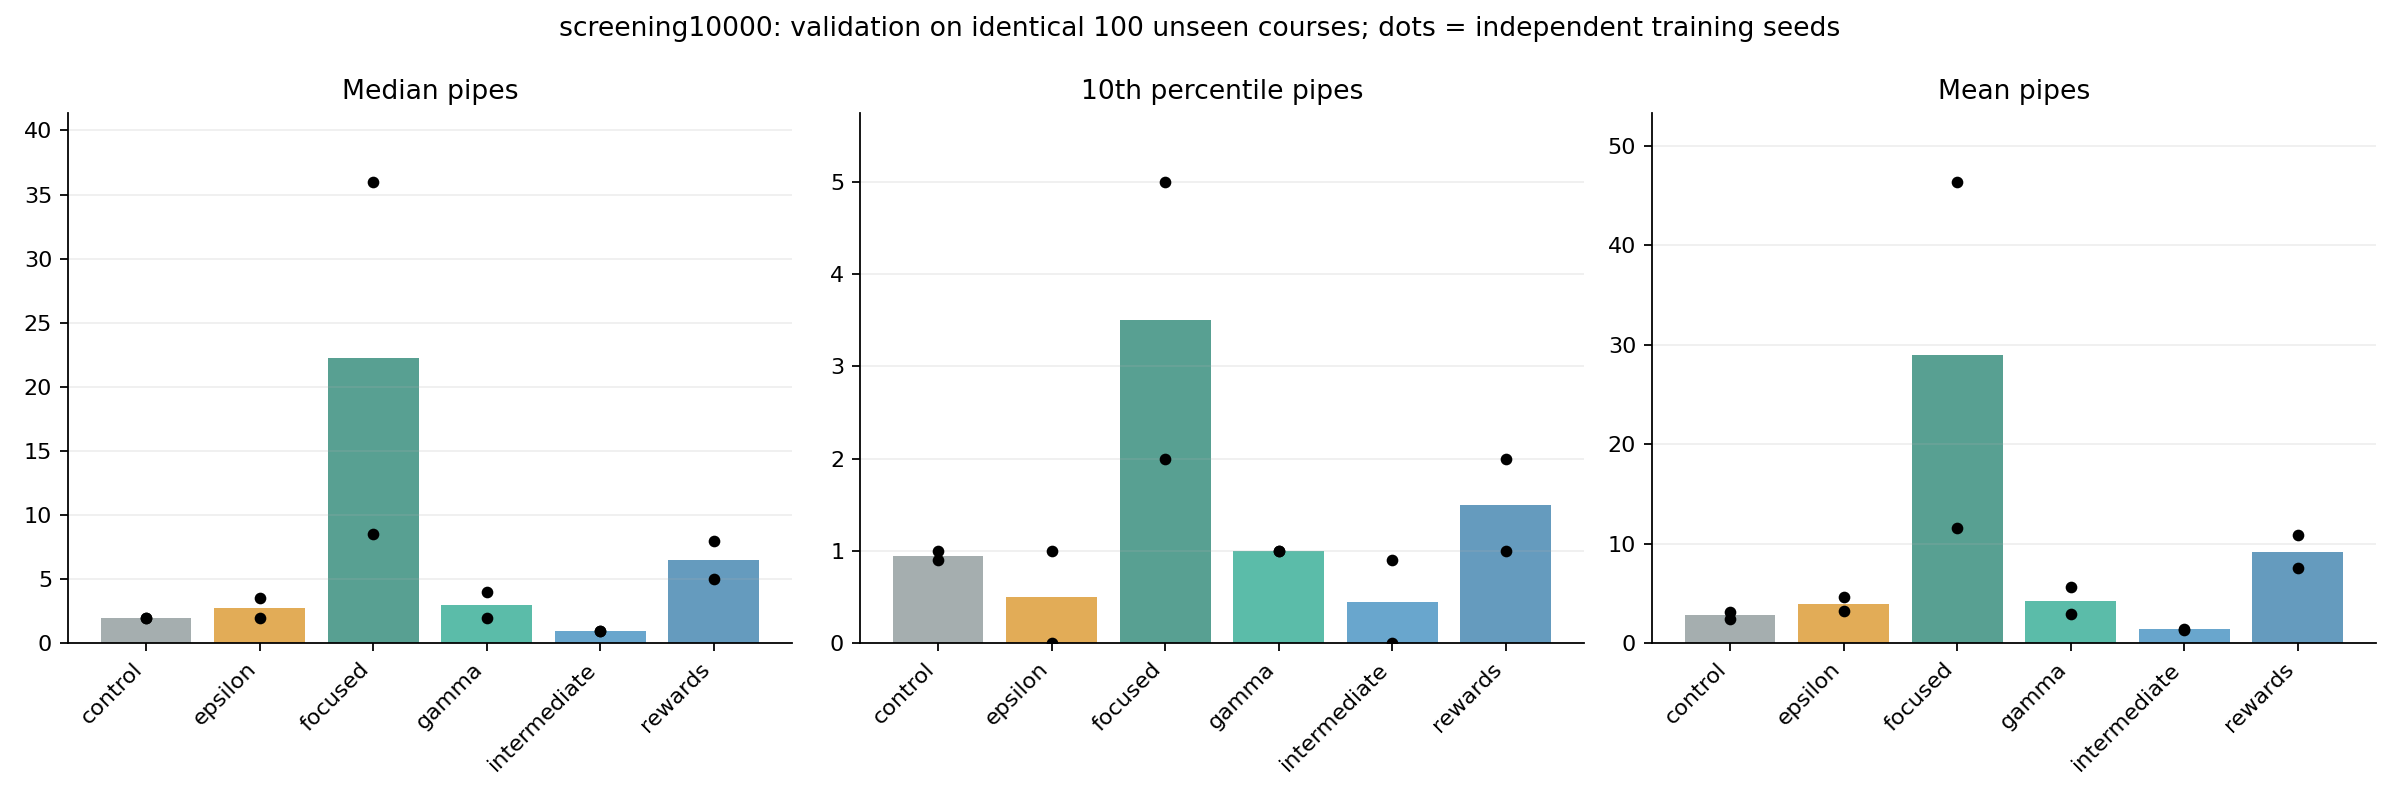 screening10000: validation on identical 100 unseen courses; dots = independent training seeds
Median pipes
40
35
30
25
20
15
10
5
0
control
epsilon
focused
gamma
intermediate
rewards
10th percentile pipes
5
4
3
2
1
0
control
epsilon
focused
gamma
intermediate
rewards
Mean pipes
50
40
30
20
10
0
control
epsilon
focused
gamma
intermediate
rewards